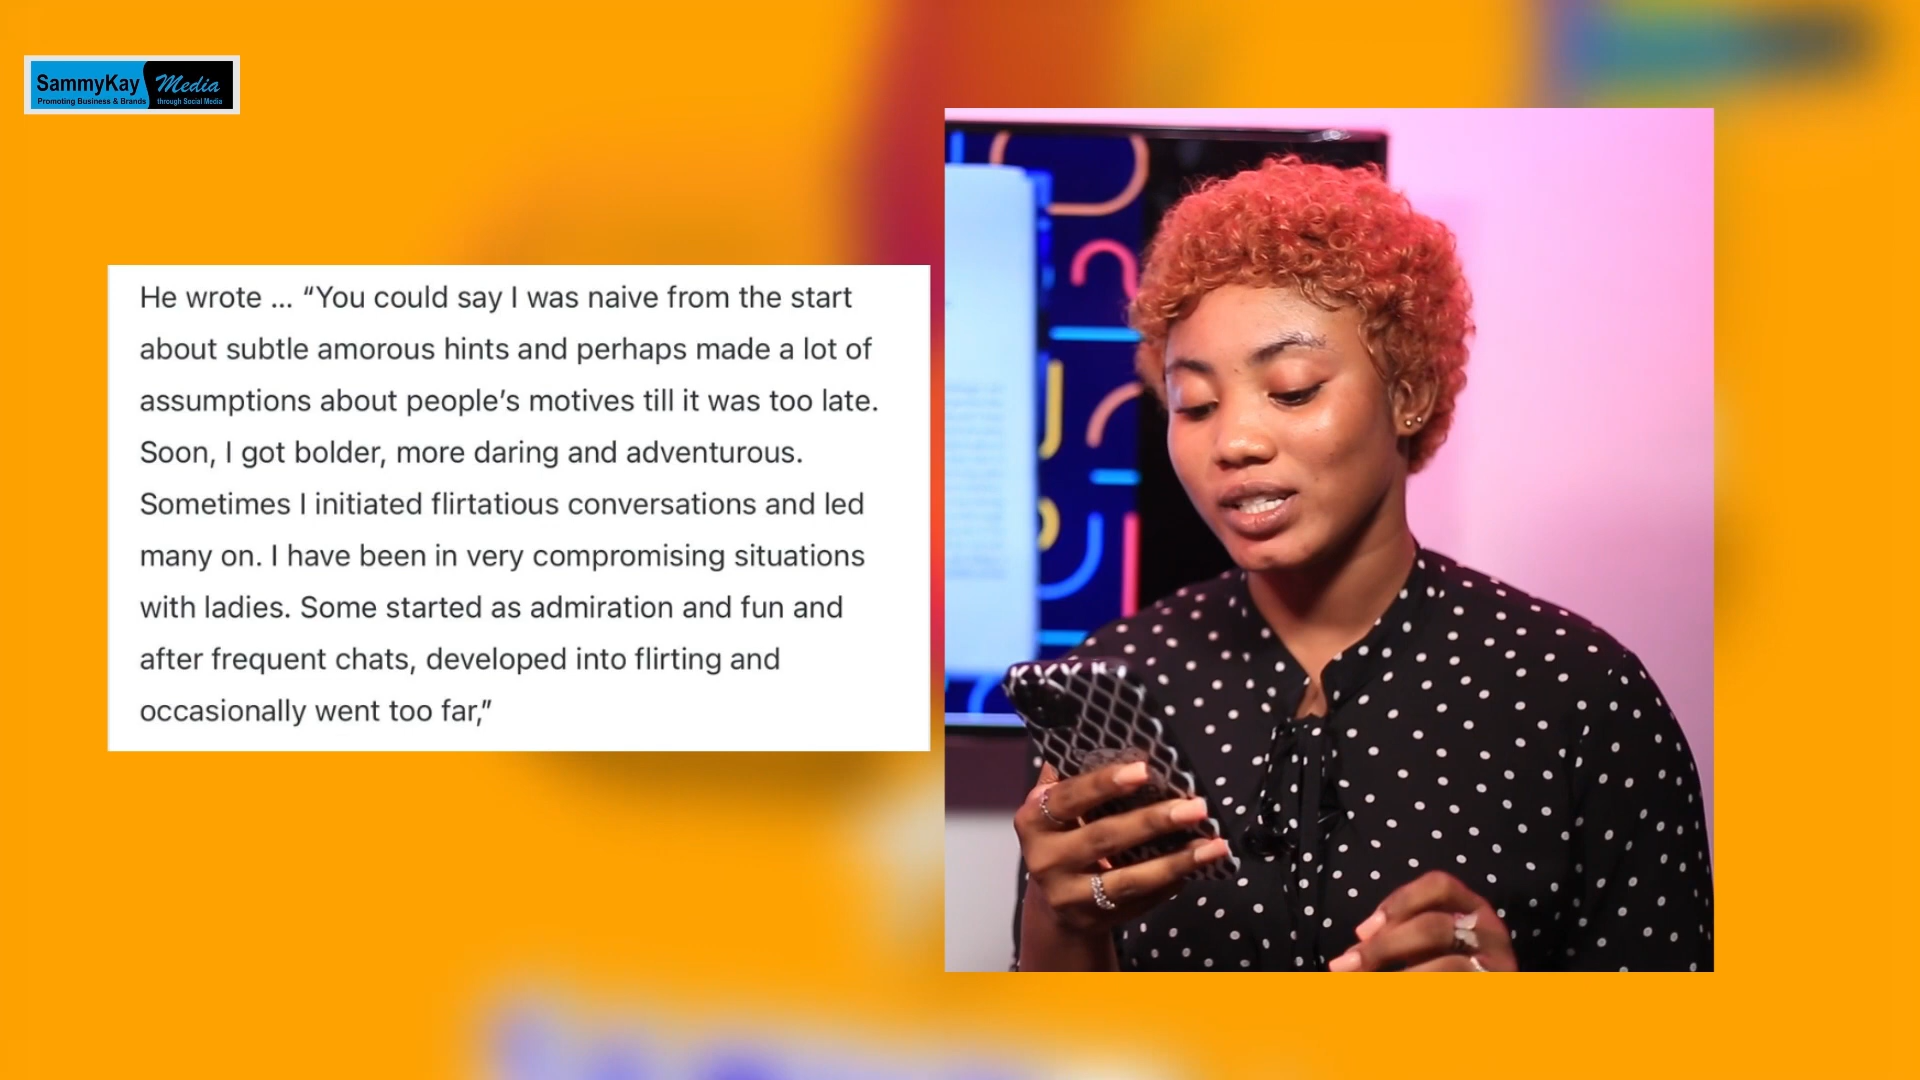 SammyKay Media
Promoting Business & Brands through Social Media
He wrote ... “You could say I was naive from the start
about subtle amorous hints and perhaps made a lot of
assumptions about people’s motives till it was too late.
Soon, I got bolder, more daring and adventurous.
Sometimes I initiated flirtatious conversations and led
many on. I have been in very compromising situations
with ladies. Some started as admiration and fun and
after frequent chats, developed into flirting and
occasionally went too far,”